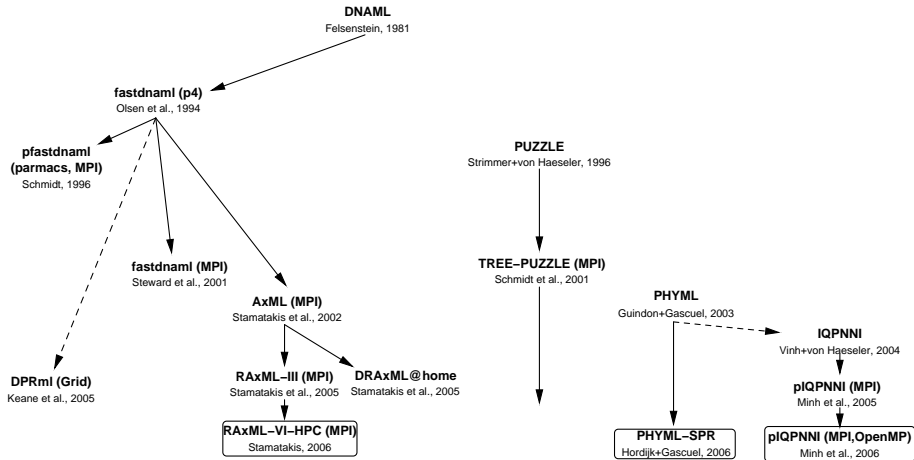 DNAML
Felsenstein, 1981
fastdnaml (p4)
Olsen et al., 1994
pfastdnaml
(parmacs, MPI)
Schmidt, 1996
PUZZLE
Strimmer+von Haeseler, 1996
fastdnaml (MPI)
Steward et al., 2001
TREE−PUZZLE (MPI)
Schmidt et al., 2001
AxML (MPI)
Stamatakis et al., 2002
PHYML
Guindon+Gascuel, 2003
IQPNNI
Vinh+von Haeseler, 2004
DPRml (Grid)
Keane et al., 2005
RAxML−III (MPI)
Stamatakis et al., 2005
DRAxML@home
Stamatakis et al., 2005
pIQPNNI (MPI)
Minh et al., 2005
RAxML−VI−HPC (MPI)
Stamatakis, 2006
PHYML−SPR
Hordijk+Gascuel, 2006
pIQPNNI (MPI,OpenMP)
Minh et al., 2006